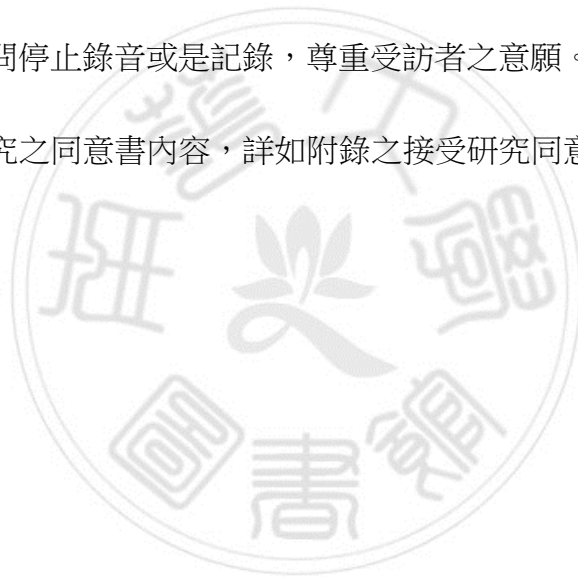 問停止錄音或是記錄，尊重受訪者之意願。
究之同意書內容，詳如附錄之接受研究同意